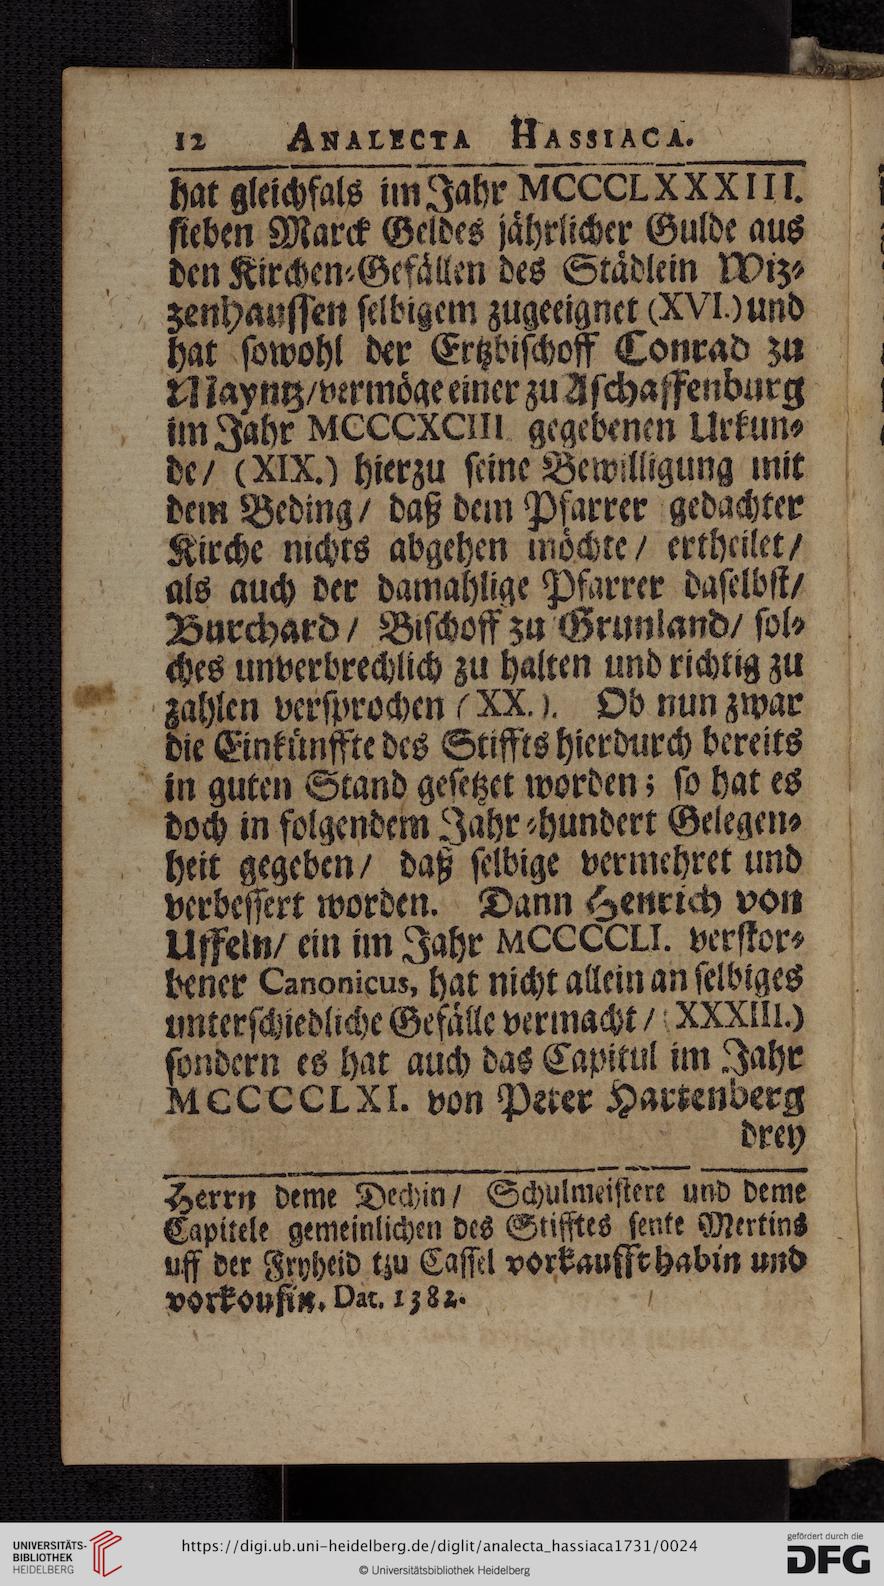 12 ANALECTA HASSIACA.
hat gleichfals im Jahr MCCCLXXXIII.
ſieben Marck Geldes jährlicher Gulde aus
den Kirchen-Gefällen des Städlein Wiz-
zenhauſſen ſelbigem zugeeignet (XVI.) und
hat ſowohl der Ertzbiſchoff Conrad zu
Mayntz/ vermöge einer zu Aſchaffenburg
im Jahr MCCCXCIII gegebenen Urkun-
de/ (XIX.) hierzu ſeine Bewilligung mit
dem Beding/ daß dem Pfarrer gedachter
Kirche nichts abgehen möchte/ ertheilet/
als auch der damahlige Pfarrer daſelbſt/
Burchard/ Biſchoff zu Grunland/ ſol-
ches unverbrechlich zu halten und richtig zu
zahlen verſprochen (XX.). Ob nun zwar
die Einkünffte des Stiffts hierdurch bereits
in guten Stand geſetzet worden; ſo hat es
doch in folgendem Jahr-hundert Gelegen-
heit gegeben/ daß ſelbige vermehret und
verbeſſert worden. Dann Henrich von
Uffeln/ ein im Jahr MCCCCLI. verſtor-
bener Canonicus, hat nicht allein an ſelbiges
unterſchiedliche Gefälle vermacht/ (XXXIII.)
ſondern es hat auch das Capitul im Jahr
MCCCCLXI. von Peter Hartenberg
drey
Herrn deme Dechin/ Schulmeiſtere und deme
Capitele gemeinlichen des Stifftes ſente Mertins
uff der Fryheid tzu Caſſel vorkaufft habin und
vorkoufin. Dat. 1382.
UNIVERSITÄTS-
BIBLIOTHEK
HEIDELBERG
https://digi.ub.uni-heidelberg.de/diglit/analecta_hassiaca1731/0024
© Universitätsbibliothek Heidelberg
gefördert durch die
DFG